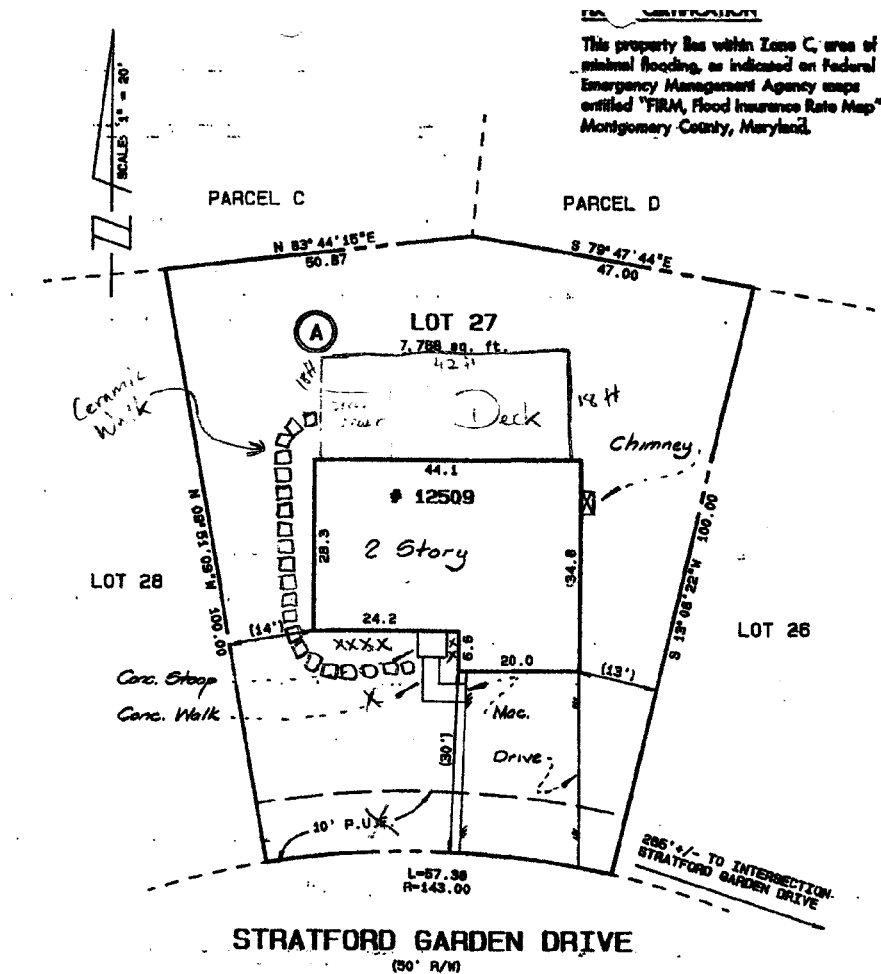 CERTIFICATION
This property lies within Zone C, area of
minimal flooding, as indicated on Federal
Emergency Management Agency maps
entitled "FIRM, Flood Insurance Rate Map"
Montgomery County, Maryland.
SCALE: 1" = 20'
PARCEL C
PARCEL D
N 83° 44' 15" E
50.87
S 79° 47' 44" E
47.00
A
LOT 27
7,788 sq. ft.
42 ft
18 ft
Deck
18 ft
Ceramic
Walk
Chimney
44.1
# 12509
28.3
2 Story
34.8
N 09° 51' 09" W 100.00
S 13° 08' 22" W 100.00
LOT 28
LOT 26
(14')
24.2
XXXX
XX
6.6
20.0
(13')
Conc. Stoop
Conc. Walk
X
Mac.
Drive
(30')
10' P.U.E.
L=57.38
R=143.00
285'+/- TO INTERSECTION
STRATFORD GARDEN DRIVE
STRATFORD GARDEN DRIVE
(50' R/W)